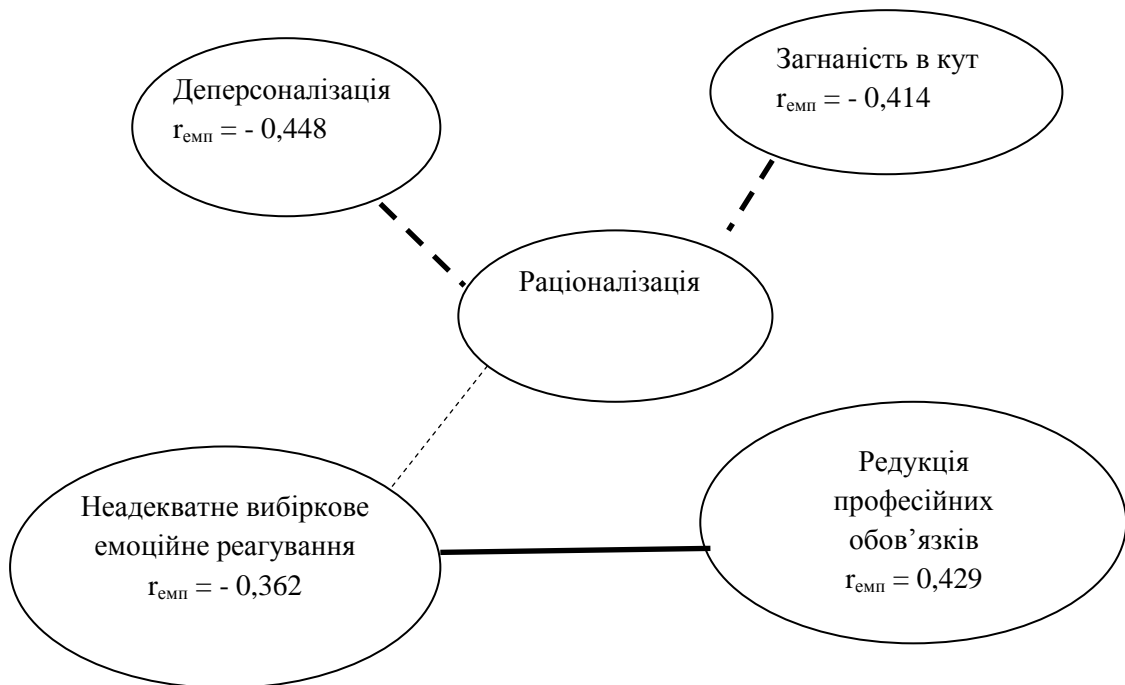 Деперсоналізація
rемп = - 0,448
Загнаність в кут
rемп = - 0,414
Раціоналізація
Неадекватне вибіркове
емоційне реагування
rемп = - 0,362
Редукція
професійних
обов’язків
rемп = 0,429